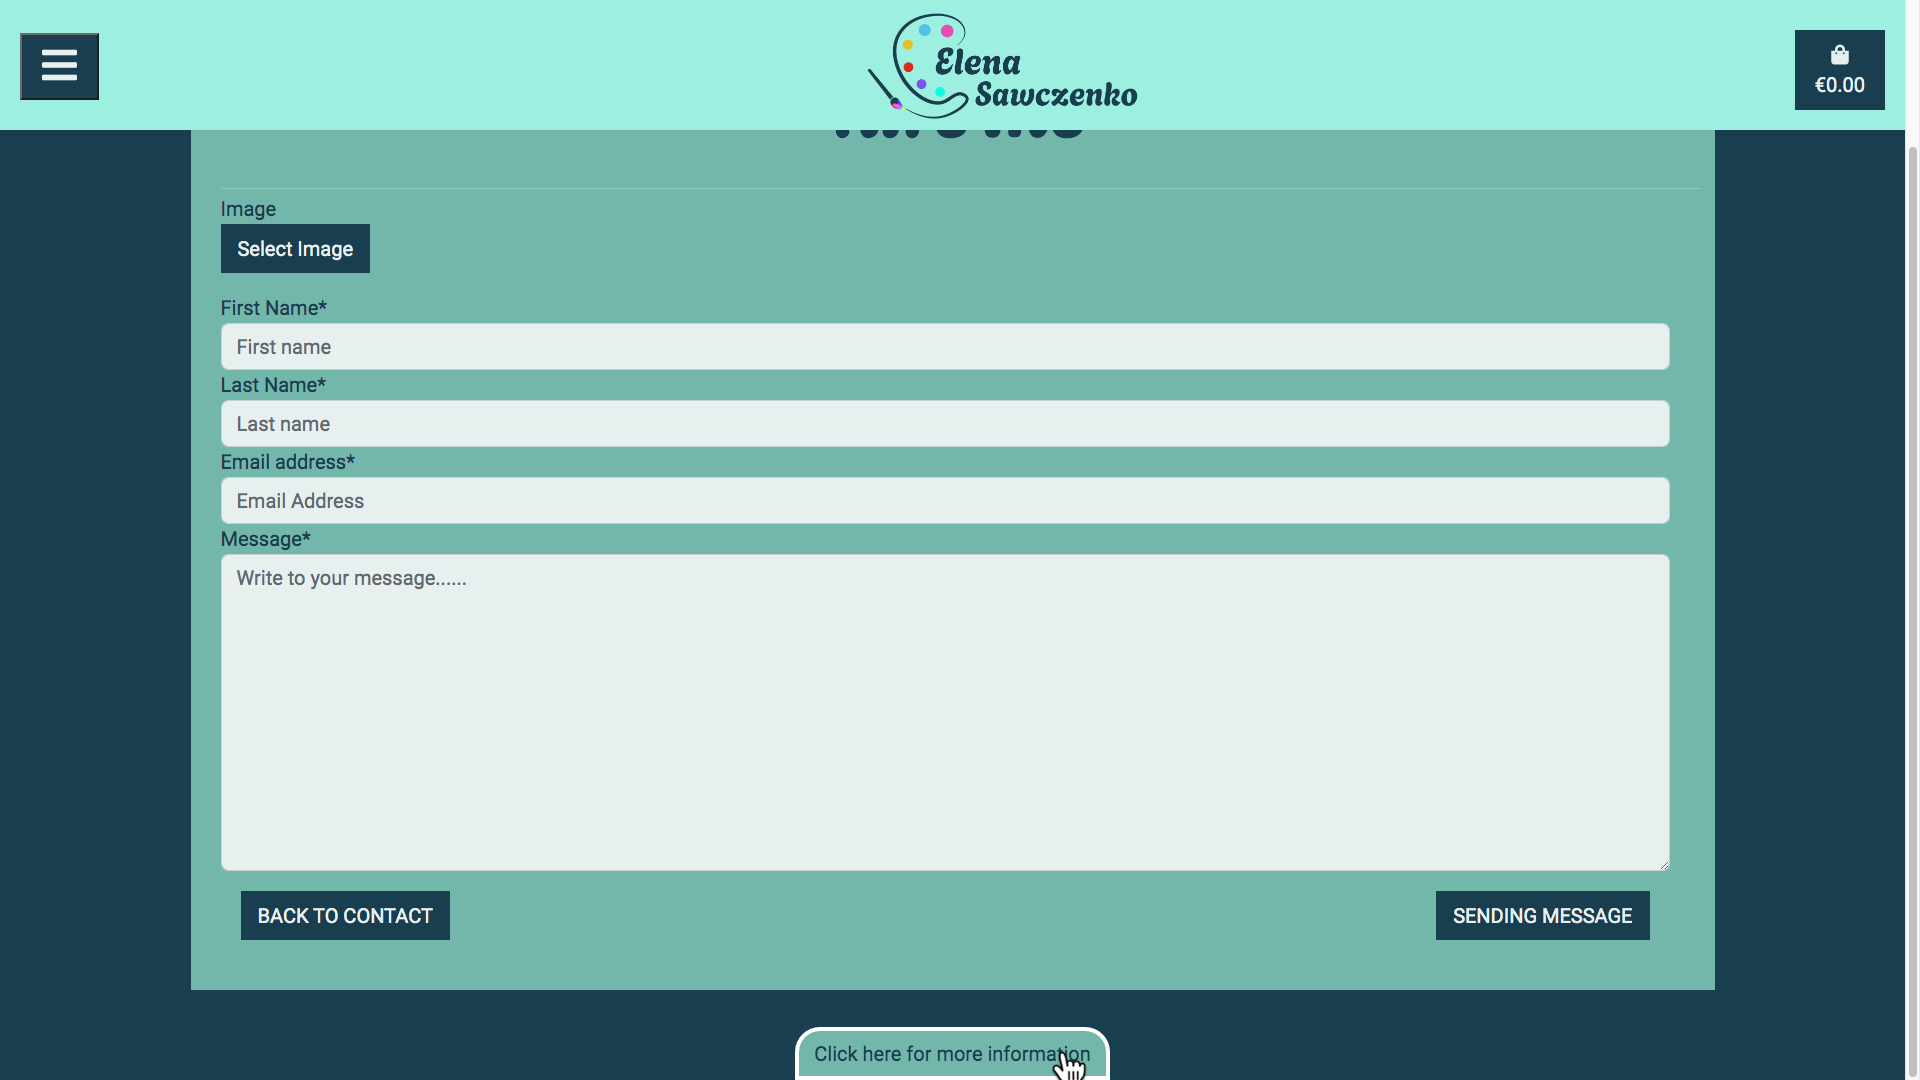 Elena
Sawczenko
€0.00
Image
Select Image
First Name*
First name
Last Name*
Last name
Email address*
Email Address
Message*
Write to your message......
BACK TO CONTACT
SENDING MESSAGE
Click here for more information